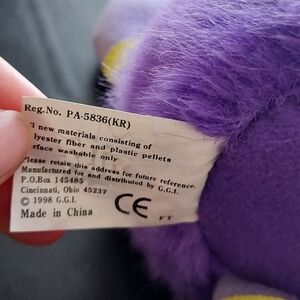 Reg.No. PA-5836(KR)
new materials consisting of
lyester fiber and plastic pellets
urface washable only
Please retain this address for future reference.
Manufactured for and distributed by G.G.I.
P.O.Box 145485
Cincinnati, Ohio 45237
© 1998 G.G.I.
Made in China
CE
FT